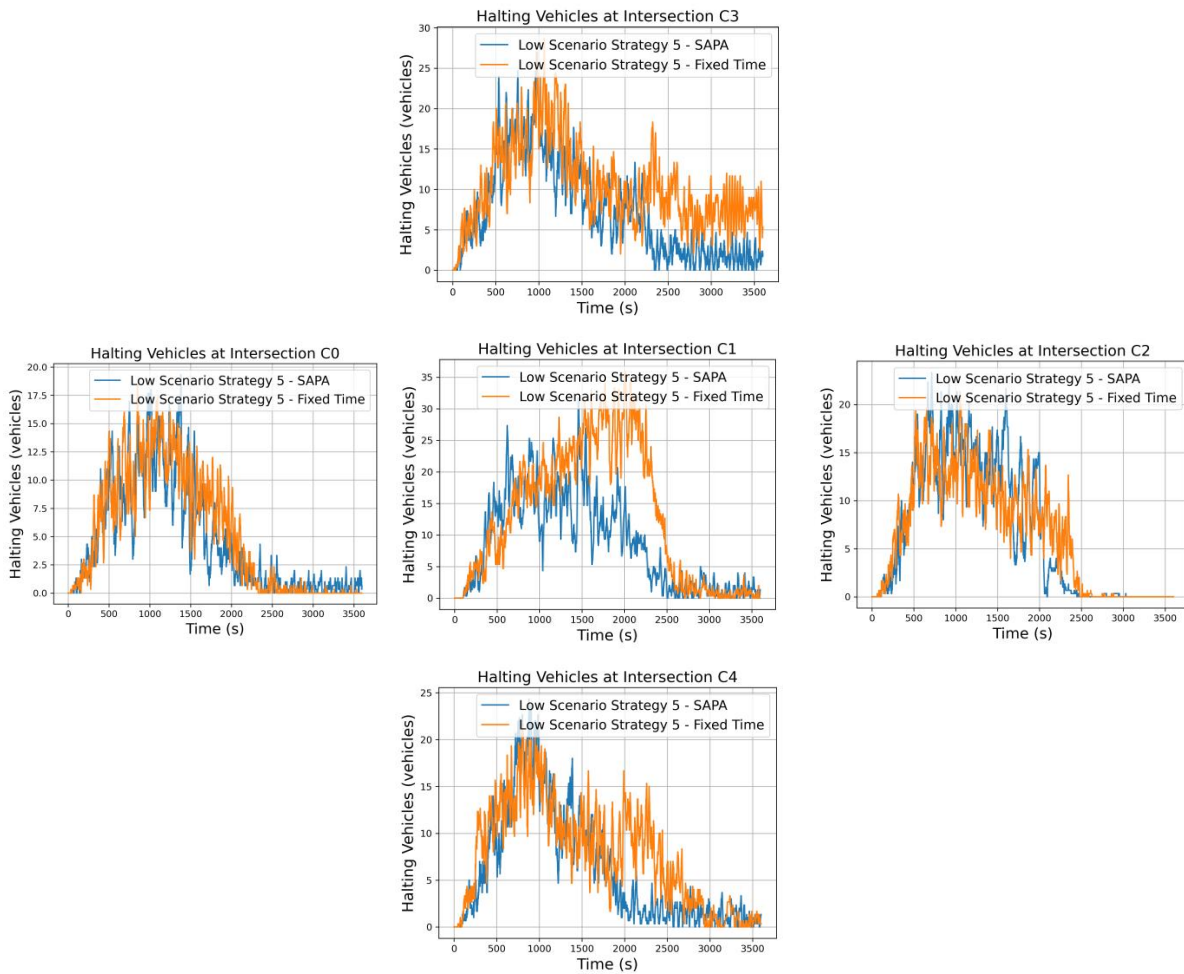 Halting Vehicles at Intersection C3
Low Scenario Strategy 5 - SAPA
Low Scenario Strategy 5 - Fixed Time
Halting Vehicles (vehicles)
30
25
20
15
10
5
0
0 500 1000 1500 2000 2500 3000 3500
Time (s)
Halting Vehicles at Intersection C0
Low Scenario Strategy 5 - SAPA
Low Scenario Strategy 5 - Fixed Time
Halting Vehicles (vehicles)
20.0
17.5
15.0
12.5
10.0
7.5
5.0
2.5
0.0
0 500 1000 1500 2000 2500 3000 3500
Time (s)
Halting Vehicles at Intersection C1
Low Scenario Strategy 5 - SAPA
Low Scenario Strategy 5 - Fixed Time
Halting Vehicles (vehicles)
35
30
25
20
15
10
5
0
0 500 1000 1500 2000 2500 3000 3500
Time (s)
Halting Vehicles at Intersection C2
Low Scenario Strategy 5 - SAPA
Low Scenario Strategy 5 - Fixed Time
Halting Vehicles (vehicles)
20
15
10
5
0
0 500 1000 1500 2000 2500 3000 3500
Time (s)
Halting Vehicles at Intersection C4
Low Scenario Strategy 5 - SAPA
Low Scenario Strategy 5 - Fixed Time
Halting Vehicles (vehicles)
25
20
15
10
5
0
0 500 1000 1500 2000 2500 3000 3500
Time (s)